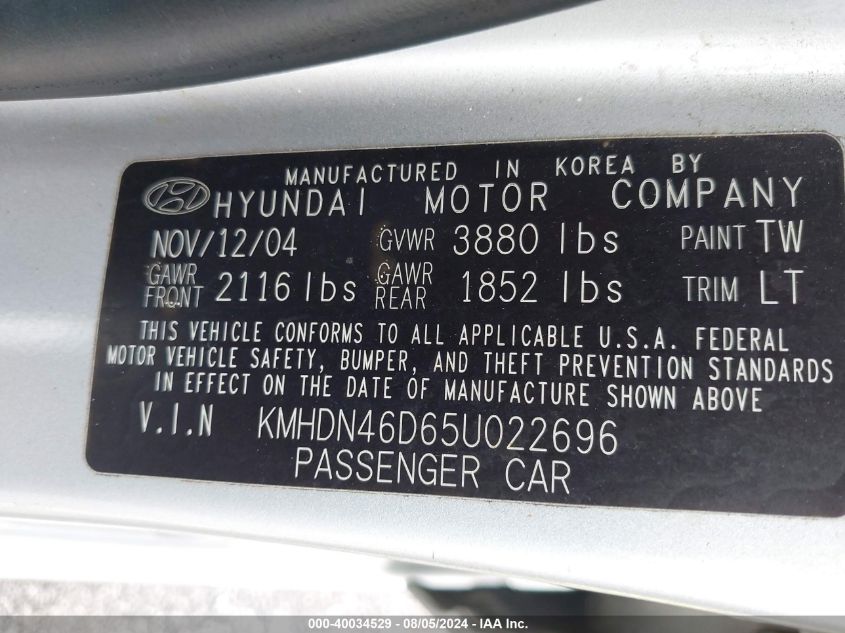 MANUFACTURED IN KOREA BY
HYUNDAI MOTOR COMPANY
NOV/12/04 GVWR 3880 lbs PAINT TW
GAWR FRONT 2116 lbs GAWR REAR 1852 lbs TRIM LT
THIS VEHICLE CONFORMS TO ALL APPLICABLE U.S.A. FEDERAL
MOTOR VEHICLE SAFETY, BUMPER, AND THEFT PREVENTION STANDARDS
IN EFFECT ON THE DATE OF MANUFACTURE SHOWN ABOVE
V.I.N KMHDN46D65U022696
PASSENGER CAR
000-40034529 - 08/05/2024 - IAA Inc.